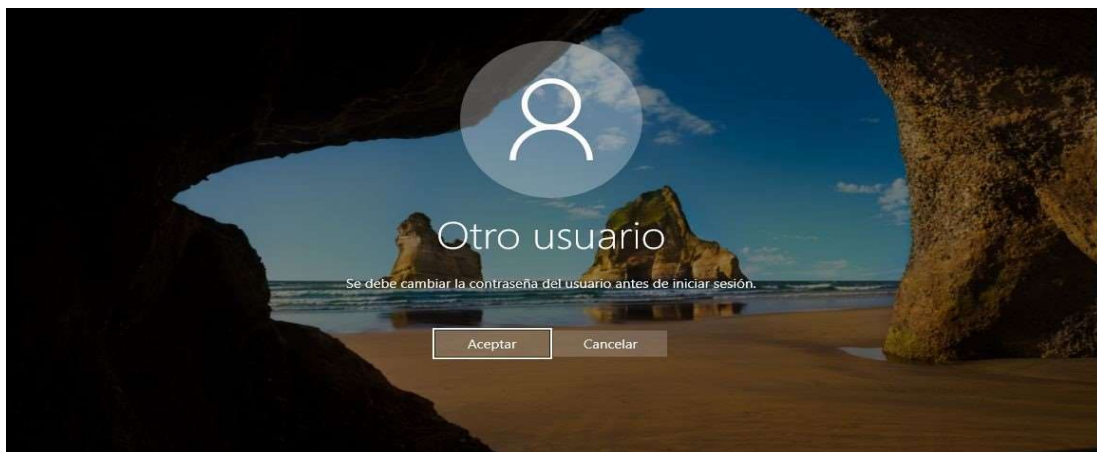 Otro usuario
Se debe cambiar la contraseña del usuario antes de iniciar sesión.
Aceptar Cancelar